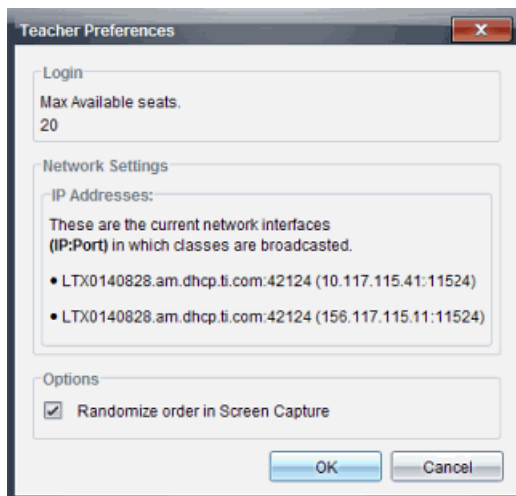 Teacher Preferences
Login
Max Available seats.
20
Network Settings
IP Addresses:
These are the current network interfaces
(IP:Port) in which classes are broadcasted.
• LTX0140828.am.dhcp.ti.com:42124 (10.117.115.41:11524)
• LTX0140828.am.dhcp.ti.com:42124 (156.117.115.11:11524)
Options
Randomize order in Screen Capture
OK Cancel